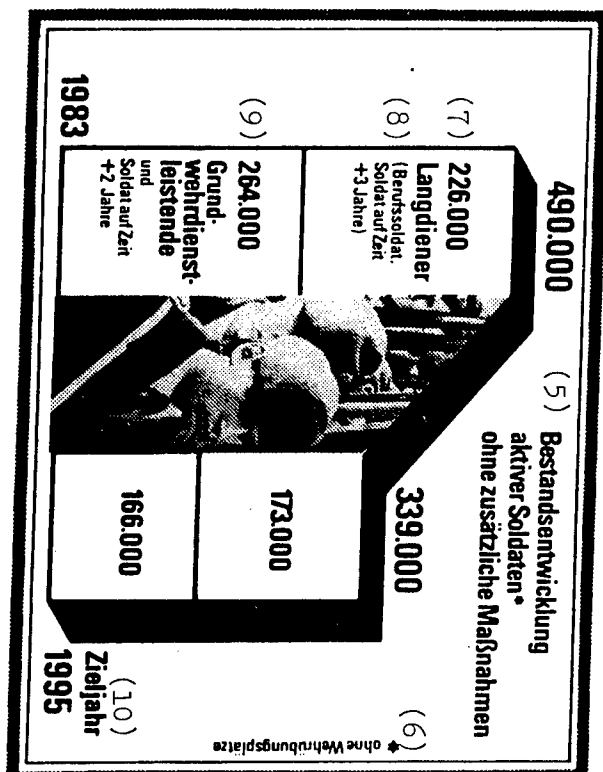 (5) Bestandsentwicklung
aktiver Soldaten*
ohne zusätzliche Maßnahmen
490.000
339.000
(7) 226.000
Langdiener
(8) (Berufssoldat.
Soldat auf Zeit
+3 Jahre)
173.000
(9) 264.000
Grund-
wehrdienst-
leistende
und
Soldat auf Zeit
+2 Jahre
166.000
1983
Zieljahr (10)
1995
(6) * ohne Wehrübungsplätze